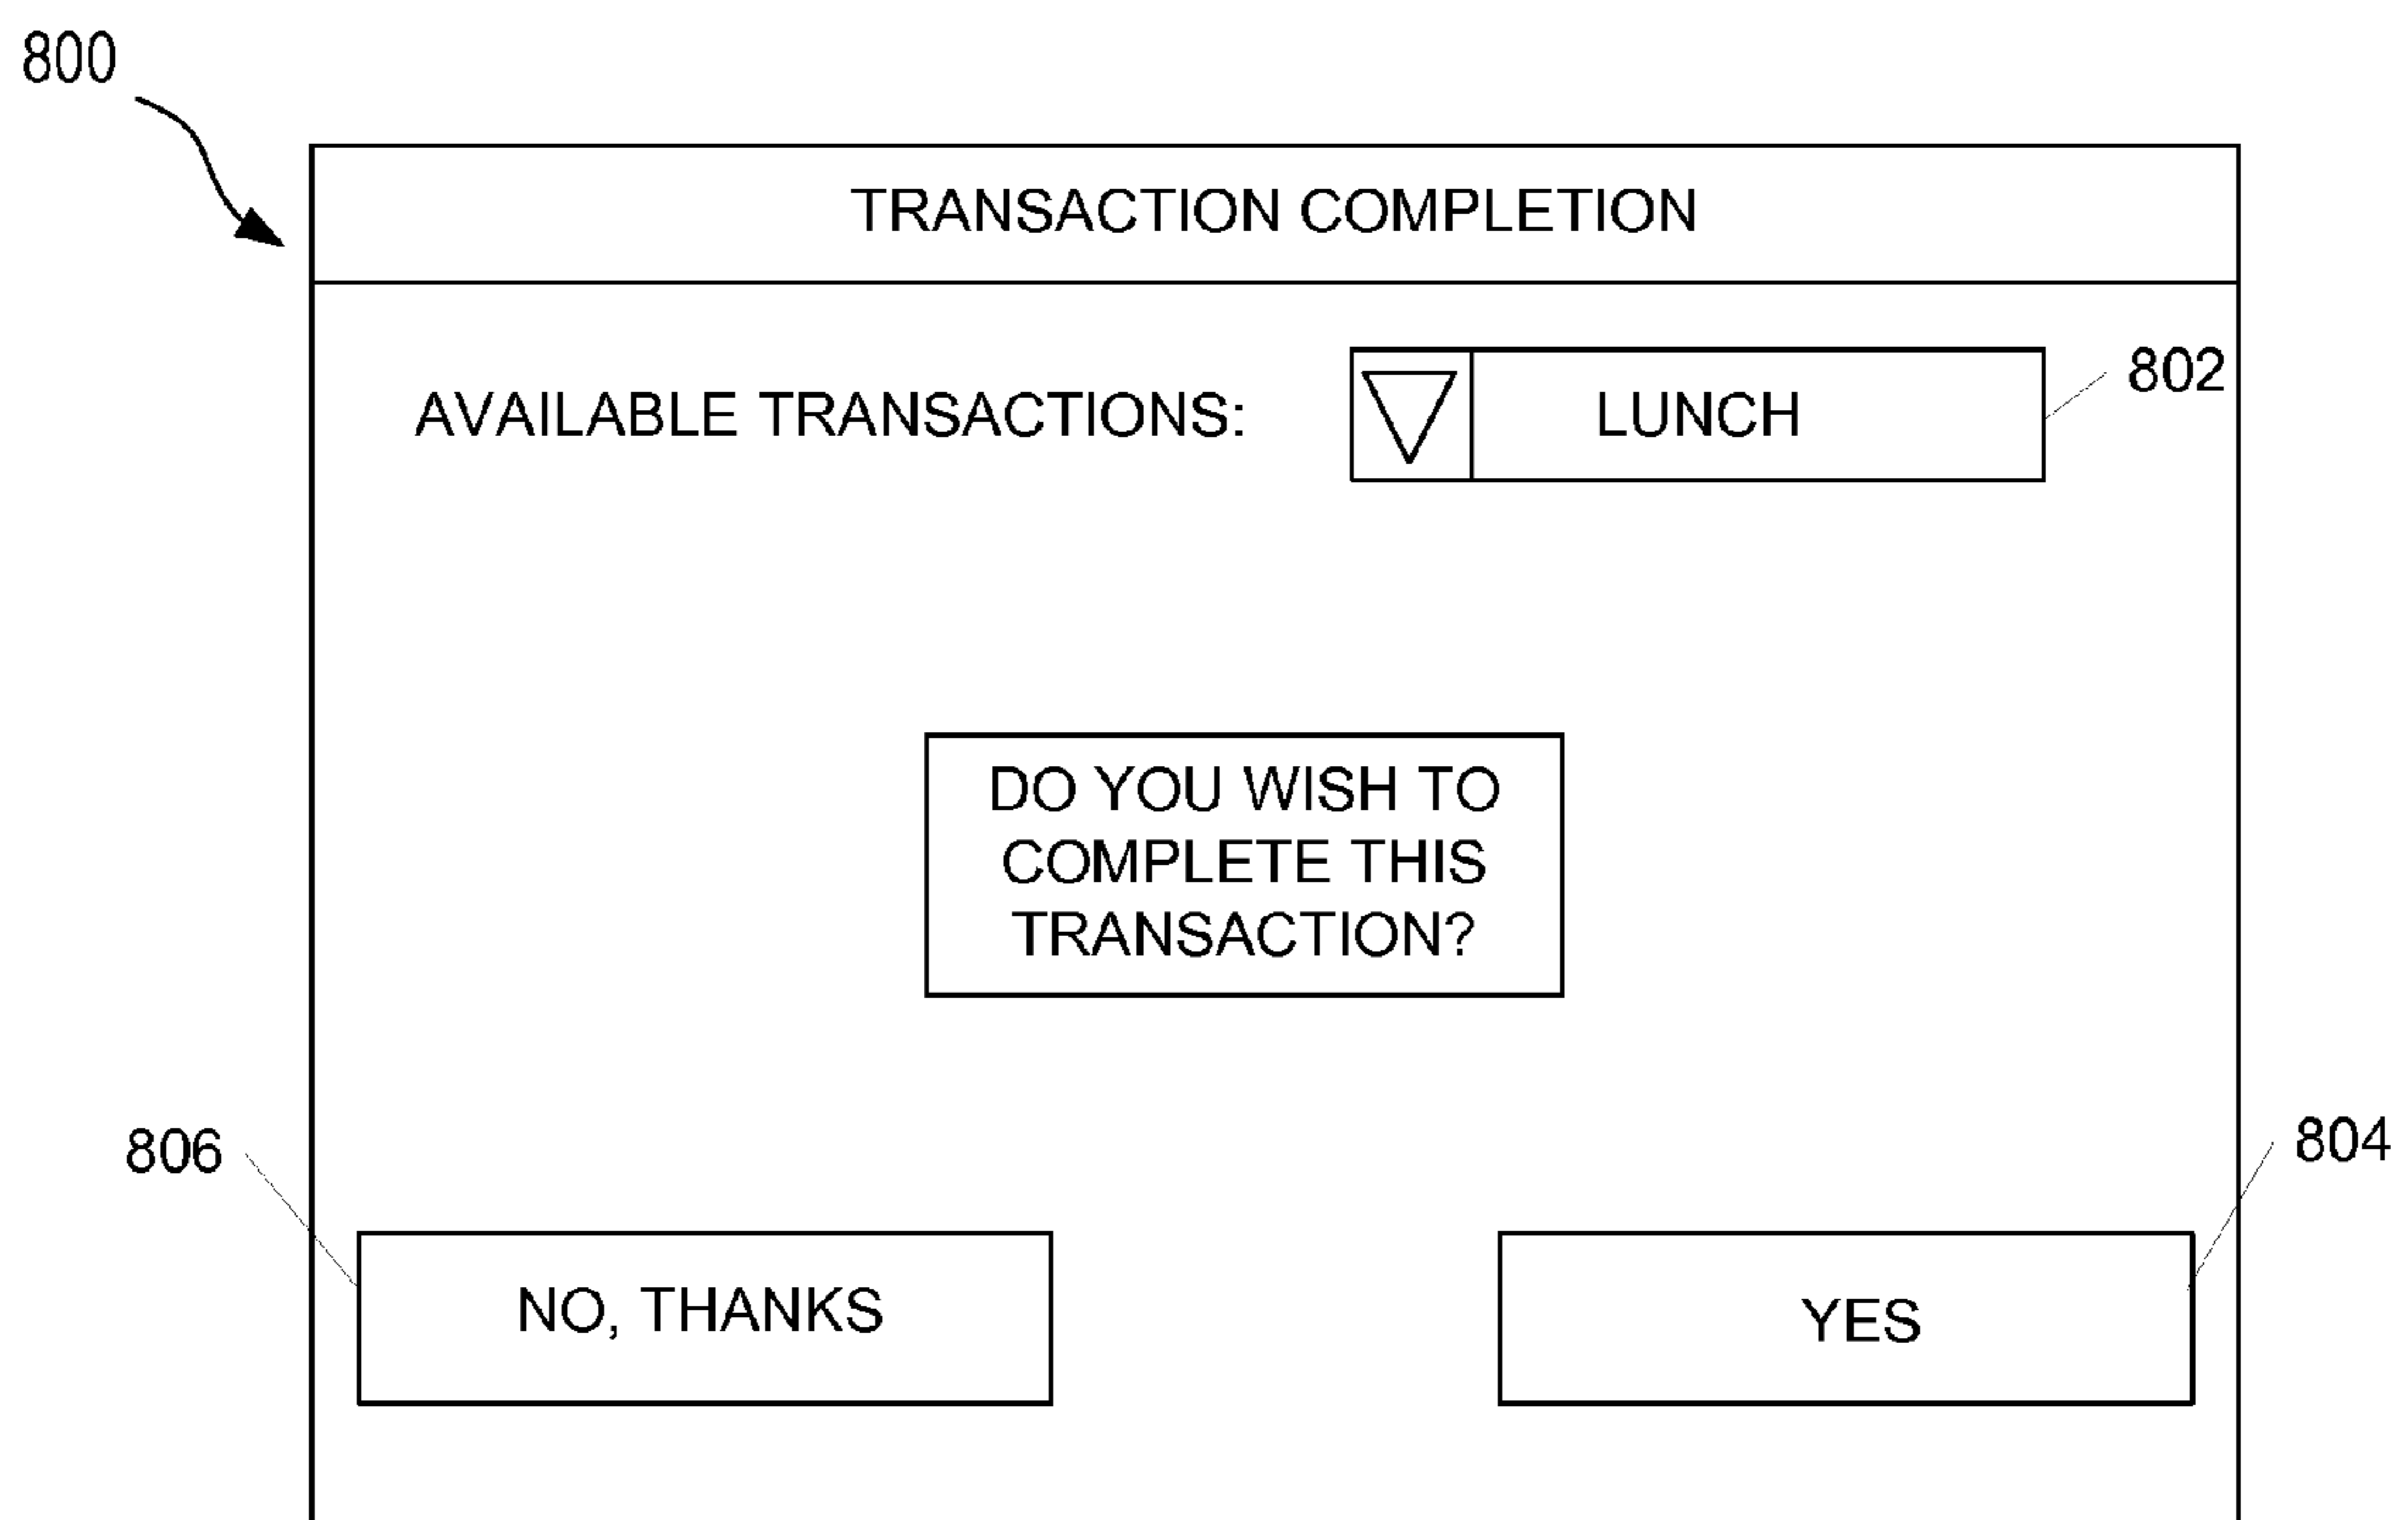 800
TRANSACTION COMPLETION
AVAILABLE TRANSACTIONS: LUNCH 802
DO YOU WISH TO
COMPLETE THIS
TRANSACTION?
806 804
NO, THANKS YES